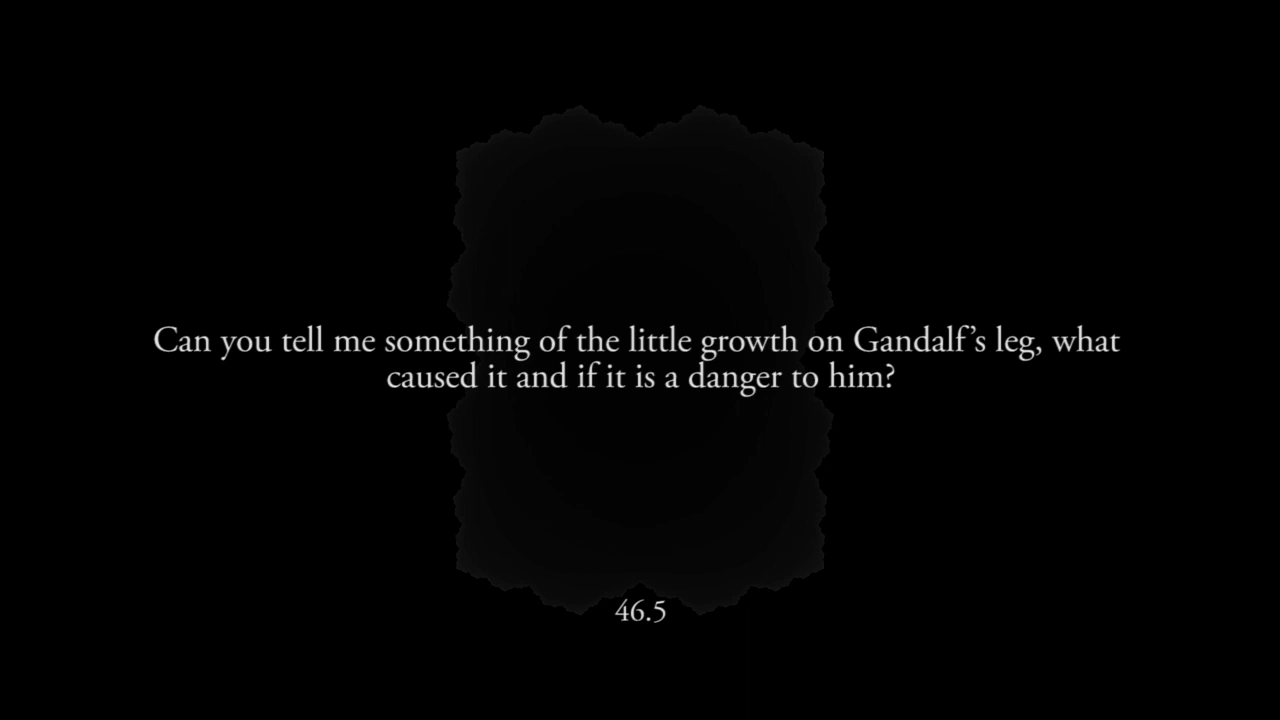 Can you tell me something of the little growth on Gandalf’s leg, what
caused it and if it is a danger to him?
46.5